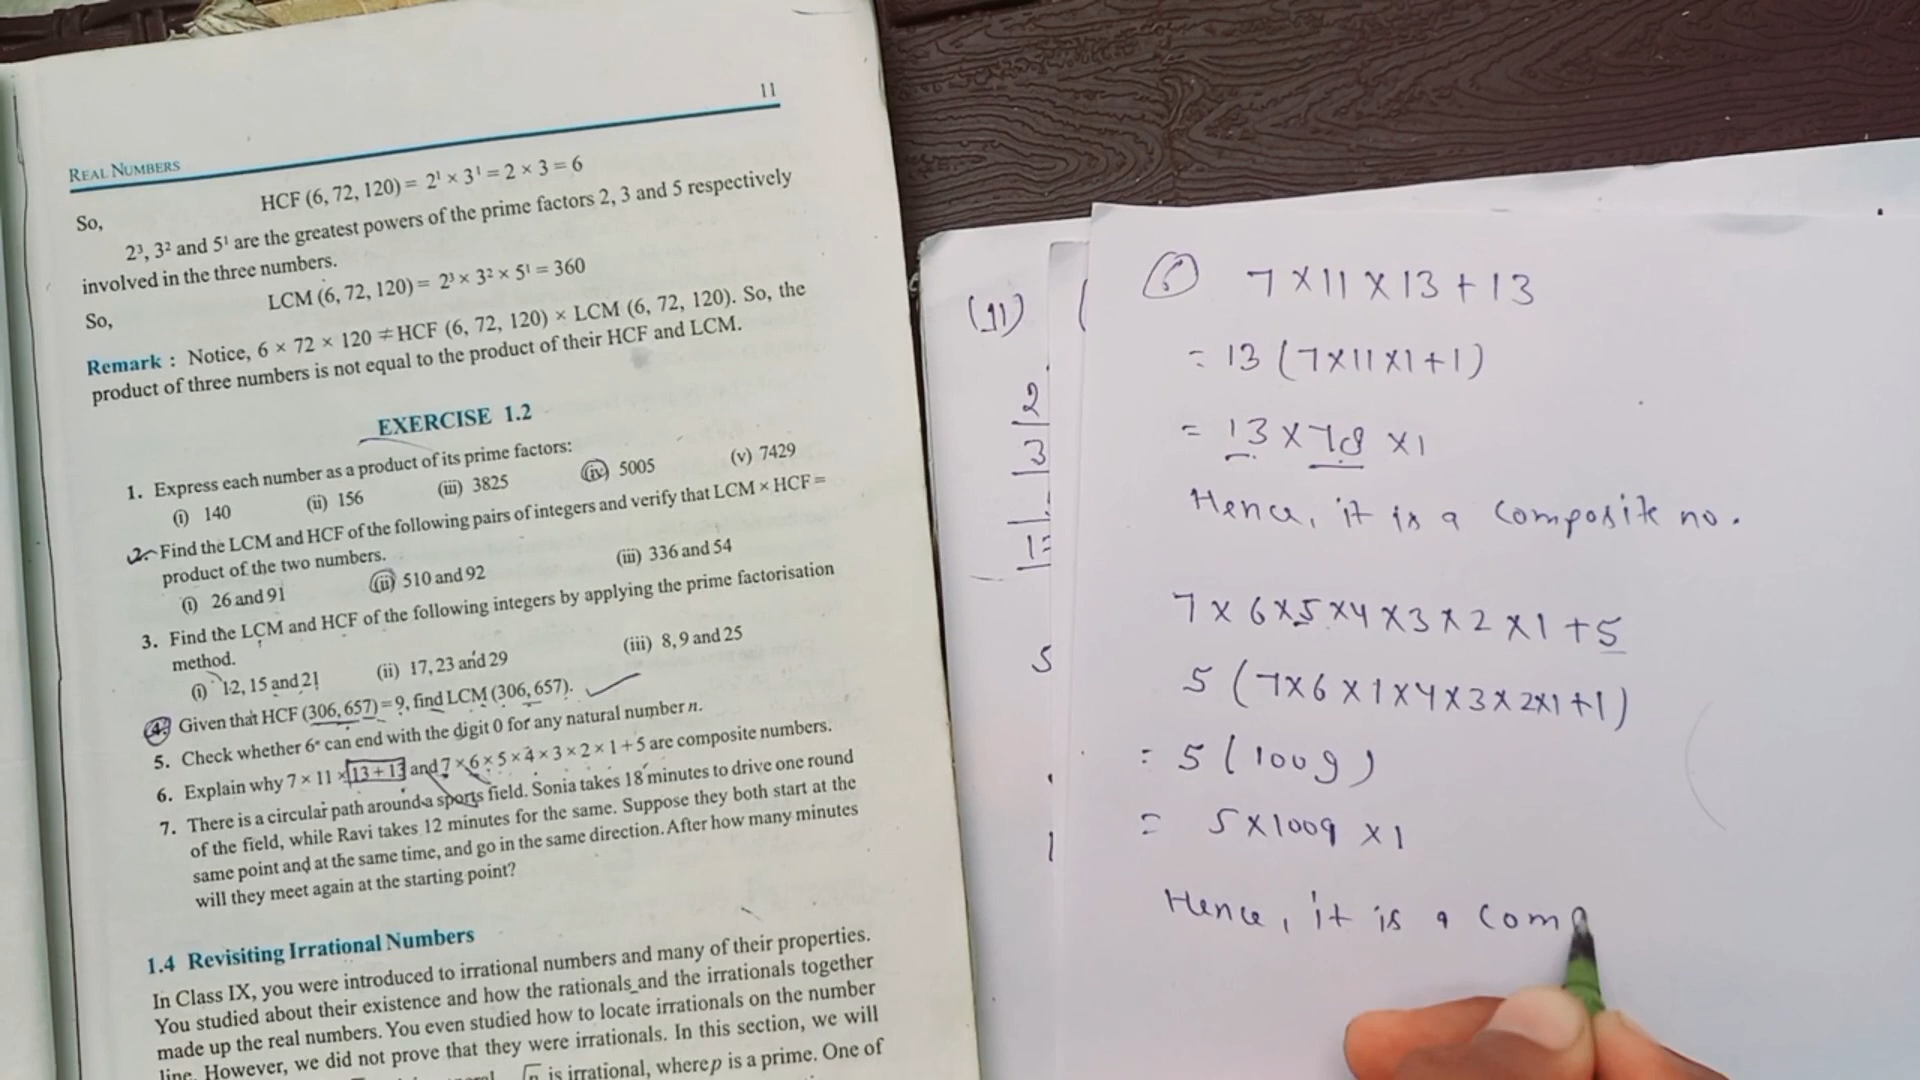 11
REAL NUMBERS
So, HCF (6, 72, 120) = 2¹ × 3¹ = 2 × 3 = 6
2³, 3² and 5¹ are the greatest powers of the prime factors 2, 3 and 5 respectively
involved in the three numbers.
So, LCM (6, 72, 120) = 2³ × 3² × 5¹ = 360
Remark : Notice, 6 × 72 × 120 ≠ HCF (6, 72, 120) × LCM (6, 72, 120). So, the
product of three numbers is not equal to the product of their HCF and LCM.
EXERCISE 1.2
1. Express each number as a product of its prime factors:
(i) 140 (ii) 156 (iii) 3825 (iv) 5005 (v) 7429
2. Find the LCM and HCF of the following pairs of integers and verify that LCM × HCF =
product of the two numbers.
(i) 26 and 91 (ii) 510 and 92 (iii) 336 and 54
3. Find the LCM and HCF of the following integers by applying the prime factorisation
method.
(i) 12, 15 and 21 (ii) 17, 23 and 29 (iii) 8, 9 and 25
4. Given that HCF (306, 657) = 9, find LCM (306, 657).
5. Check whether 6ⁿ can end with the digit 0 for any natural number n.
6. Explain why 7 × 11 × 13 + 13 and 7 × 6 × 5 × 4 × 3 × 2 × 1 + 5 are composite numbers.
7. There is a circular path around a sports field. Sonia takes 18 minutes to drive one round
of the field, while Ravi takes 12 minutes for the same. Suppose they both start at the
same point and at the same time, and go in the same direction. After how many minutes
will they meet again at the starting point?
1.4 Revisiting Irrational Numbers
In Class IX, you were introduced to irrational numbers and many of their properties.
You studied about their existence and how the rationals and the irrationals together
made up the real numbers. You even studied how to locate irrationals on the number
line. However, we did not prove that they were irrationals. In this section, we will
is irrational, where p is a prime. One of
2
3
5
6 7 × 11 × 13 + 13
= 13 (7×11×1+1)
= 13 × 78 × 1
Hence, it is a composite no.
7 × 6 × 5 × 4 × 3 × 2 × 1 + 5
5 (7×6×1×4×3×2×1+1)
= 5 (1009)
= 5 × 1009 × 1
Hence, it is a comp